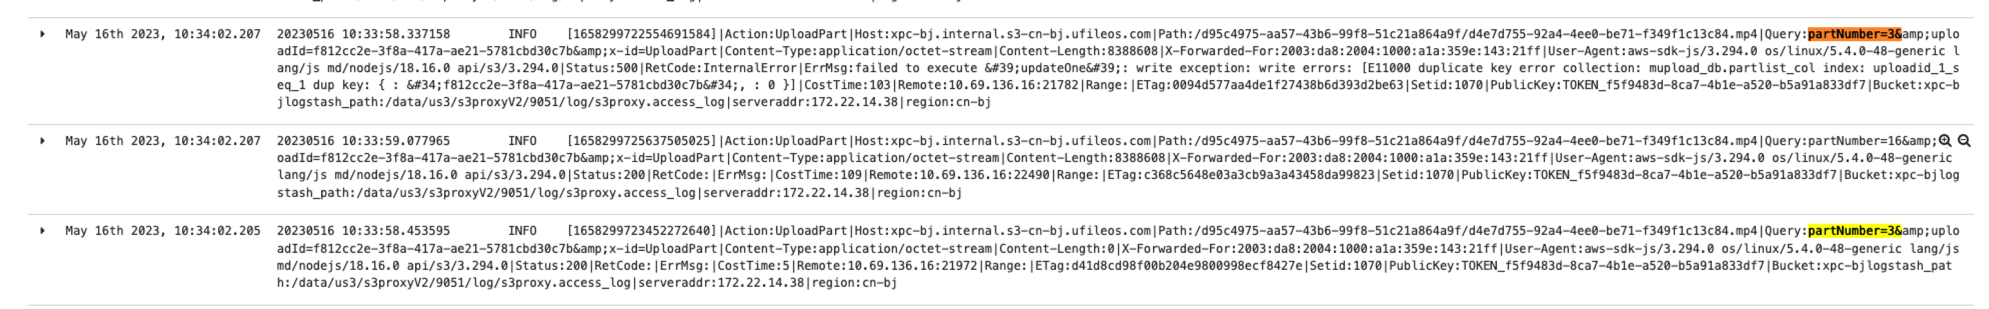 May 16th 2023, 10:34:02.207 20230516 10:33:58.337158 INFO [1658299722554691584]|Action:UploadPart|Host:xpc-bj.internal.s3-cn-bj.ufileos.com|Path:/d95c4975-aa57-43b6-99f8-51c21a864a9f/d4e7d755-92a4-4ee0-be71-f349f1c13c84.mp4|Query:partNumber=3&amp;uplo
adId=f812cc2e-3f8a-417a-ae21-5781cbd30c7b&amp;x-id=UploadPart|Content-Type:application/octet-stream|Content-Length:8388608|X-Forwarded-For:2003:da8:2004:1000:a1a:359e:143:21ff|User-Agent:aws-sdk-js/3.294.0 os/linux/5.4.0-48-generic l
ang/js md/nodejs/18.16.0 api/s3/3.294.0|Status:500|RetCode:InternalError|ErrMsg:failed to execute &#39;updateOne&#39;: write exception: write errors: [E11000 duplicate key error collection: mupload_db.partlist_col index: uploadid_1_s
eq_1 dup key: { : &#34;f812cc2e-3f8a-417a-ae21-5781cbd30c7b&#34;, : 0 }]|CostTime:103|Remote:10.69.136.16:21782|Range:|ETag:0094d577aa4de1f27438b6d393d2be63|Setid:1070|PublicKey:TOKEN_f5f9483d-8ca7-4b1e-a520-b5a91a833df7|Bucket:xpc-b
jlogstash_path:/data/us3/s3proxyV2/9051/log/s3proxy.access_log|serveraddr:172.22.14.38|region:cn-bj
May 16th 2023, 10:34:02.207 20230516 10:33:59.077965 INFO [1658299725637505025]|Action:UploadPart|Host:xpc-bj.internal.s3-cn-bj.ufileos.com|Path:/d95c4975-aa57-43b6-99f8-51c21a864a9f/d4e7d755-92a4-4ee0-be71-f349f1c13c84.mp4|Query:partNumber=16&amp;
oadId=f812cc2e-3f8a-417a-ae21-5781cbd30c7b&amp;x-id=UploadPart|Content-Type:application/octet-stream|Content-Length:8388608|X-Forwarded-For:2003:da8:2004:1000:a1a:359e:143:21ff|User-Agent:aws-sdk-js/3.294.0 os/linux/5.4.0-48-generic
lang/js md/nodejs/18.16.0 api/s3/3.294.0|Status:200|RetCode:|ErrMsg:|CostTime:109|Remote:10.69.136.16:22490|Range:|ETag:c368c5648e03a3cb9a3a43458da99823|Setid:1070|PublicKey:TOKEN_f5f9483d-8ca7-4b1e-a520-b5a91a833df7|Bucket:xpc-bjlog
stash_path:/data/us3/s3proxyV2/9051/log/s3proxy.access_log|serveraddr:172.22.14.38|region:cn-bj
May 16th 2023, 10:34:02.205 20230516 10:33:58.453595 INFO [1658299723452272640]|Action:UploadPart|Host:xpc-bj.internal.s3-cn-bj.ufileos.com|Path:/d95c4975-aa57-43b6-99f8-51c21a864a9f/d4e7d755-92a4-4ee0-be71-f349f1c13c84.mp4|Query:partNumber=3&amp;uplo
adId=f812cc2e-3f8a-417a-ae21-5781cbd30c7b&amp;x-id=UploadPart|Content-Type:application/octet-stream|Content-Length:0|X-Forwarded-For:2003:da8:2004:1000:a1a:359e:143:21ff|User-Agent:aws-sdk-js/3.294.0 os/linux/5.4.0-48-generic lang/js
md/nodejs/18.16.0 api/s3/3.294.0|Status:200|RetCode:|ErrMsg:|CostTime:5|Remote:10.69.136.16:21972|Range:|ETag:d41d8cd98f00b204e9800998ecf8427e|Setid:1070|PublicKey:TOKEN_f5f9483d-8ca7-4b1e-a520-b5a91a833df7|Bucket:xpc-bjlogstash_pat
h:/data/us3/s3proxyV2/9051/log/s3proxy.access_log|serveraddr:172.22.14.38|region:cn-bj